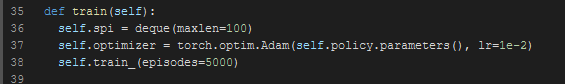 35 def train(self):
36 self.spi = deque(maxlen=100)
37 self.optimizer = torch.optim.Adam(self.policy.parameters(), lr=1e-2)
38 self.train_(episodes=5000)
39